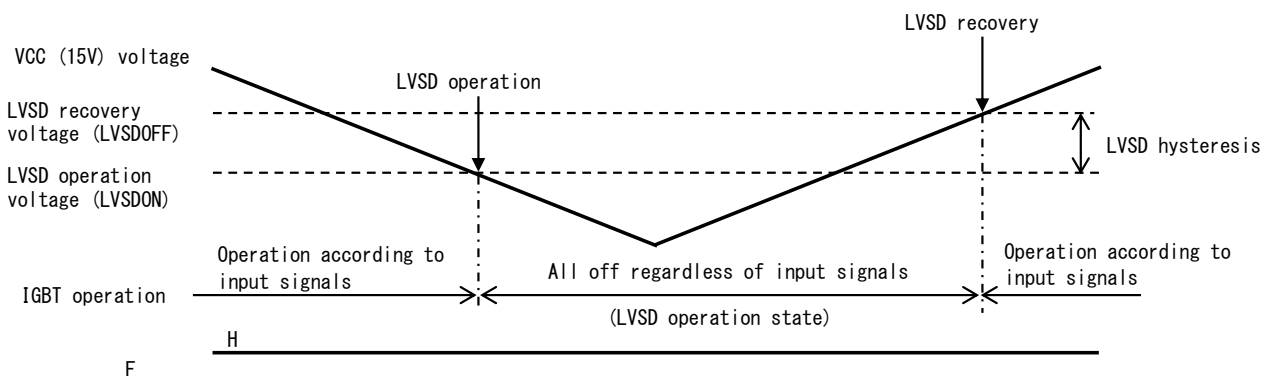 LVSD recovery
VCC (15V) voltage
LVSD operation
LVSD recovery
voltage (LVSDOFF)
LVSD hysteresis
LVSD operation
voltage (LVSDON)
Operation according to
input signals
All off regardless of input signals
Operation according to
input signals
IGBT operation
(LVSD operation state)
H
F